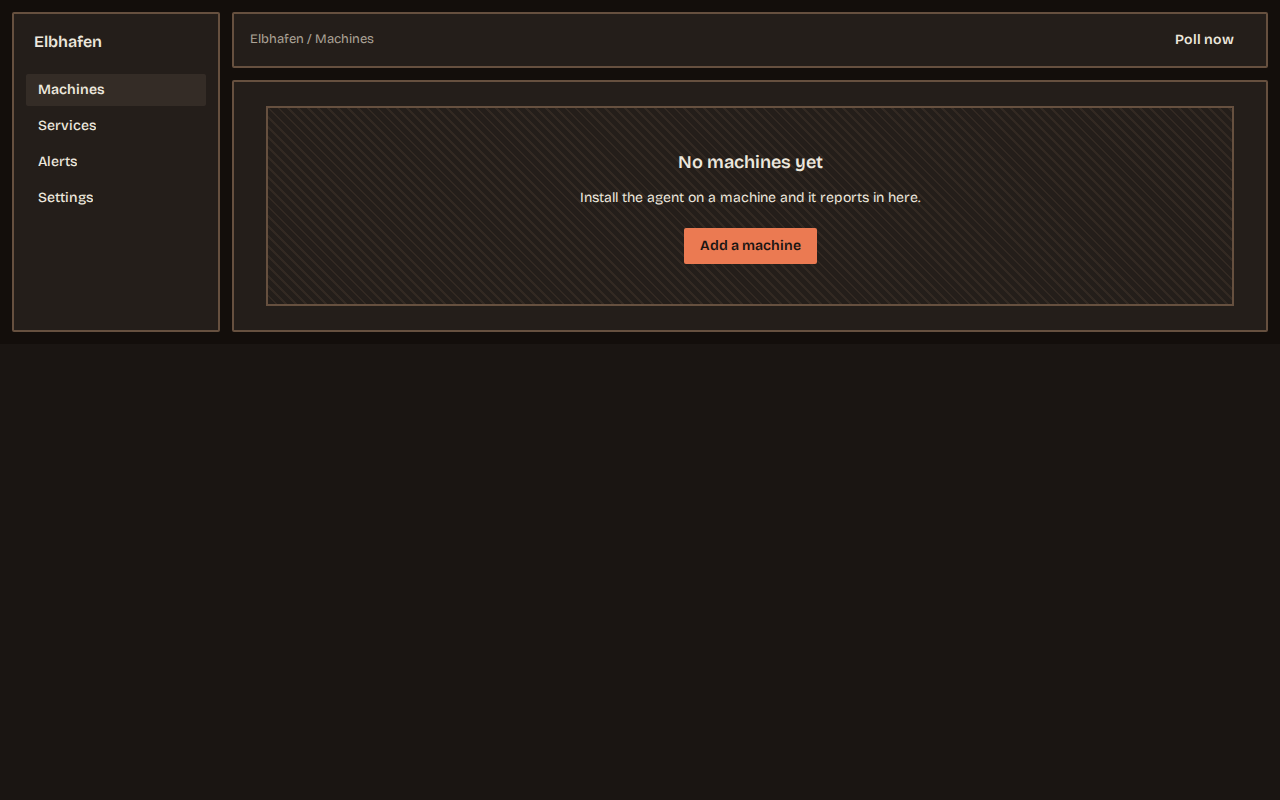 Elbhafen
Machines
Services
Alerts
Settings
Elbhafen / Machines
Poll now
No machines yet
Install the agent on a machine and it reports in here.
Add a machine